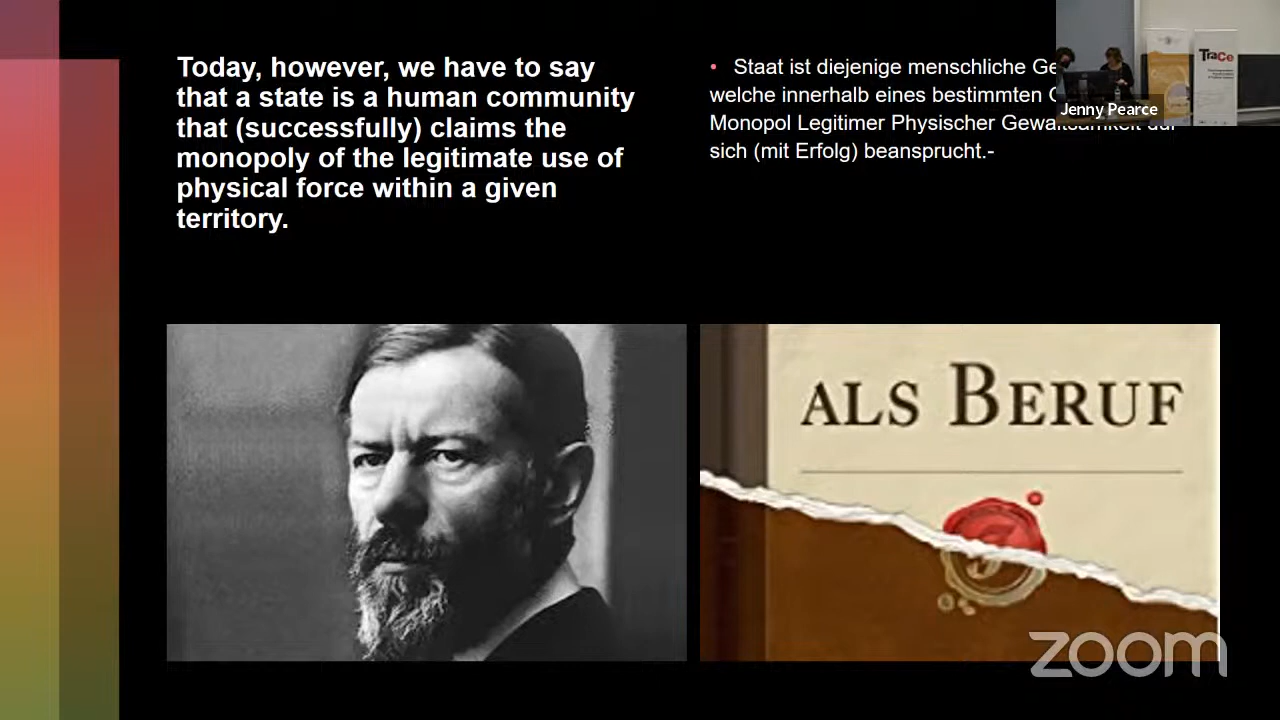 Today, however, we have to say
that a state is a human community
that (successfully) claims the
monopoly of the legitimate use of
physical force within a given
territory.
• Staat ist diejenige menschliche
welche innerhalb eines bestimmten
Monopol Legitimer Physischer Gewaltsamkeit für
sich (mit Erfolg) beansprucht.-
Jenny Pearce
TraCe
ALS BERUF
zoom